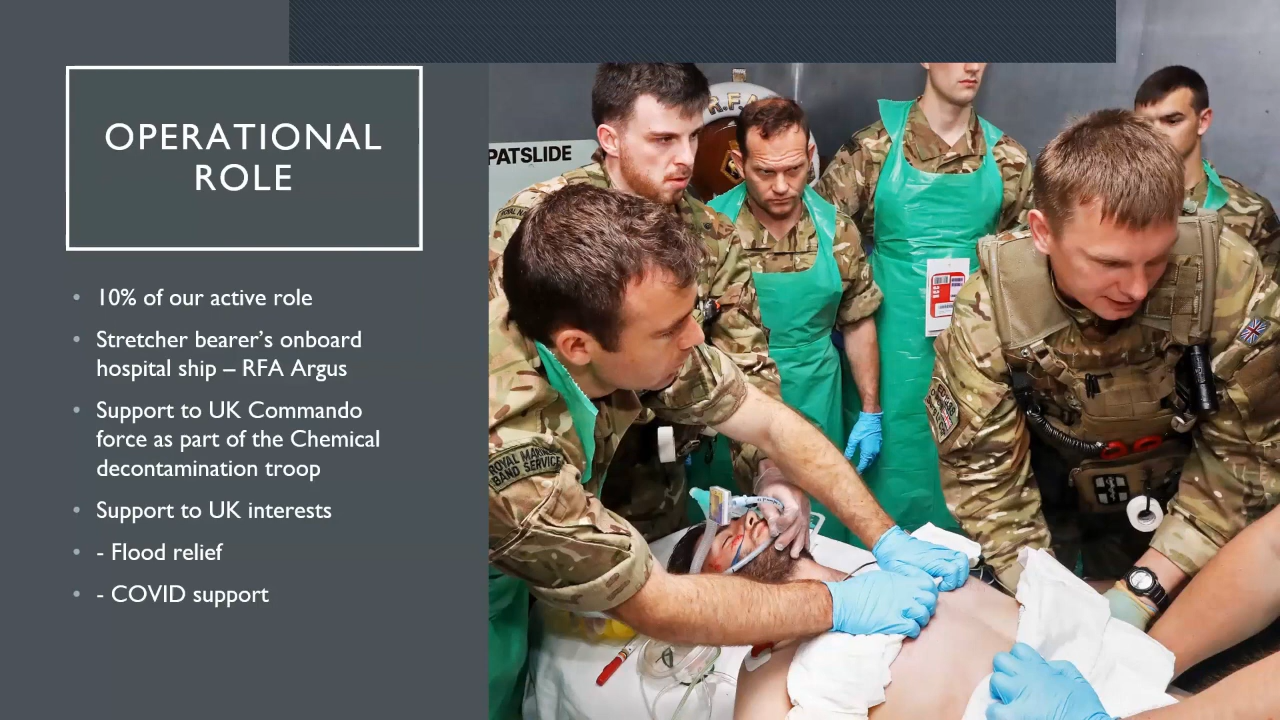 OPERATIONAL
ROLE
• 10% of our active role
• Stretcher bearer’s onboard
hospital ship – RFA Argus
• Support to UK Commando
force as part of the Chemical
decontamination troop
• Support to UK interests
• - Flood relief
• - COVID support
PATSLIDE
R.F.A
ROYAL MARINES
BAND SERVICE